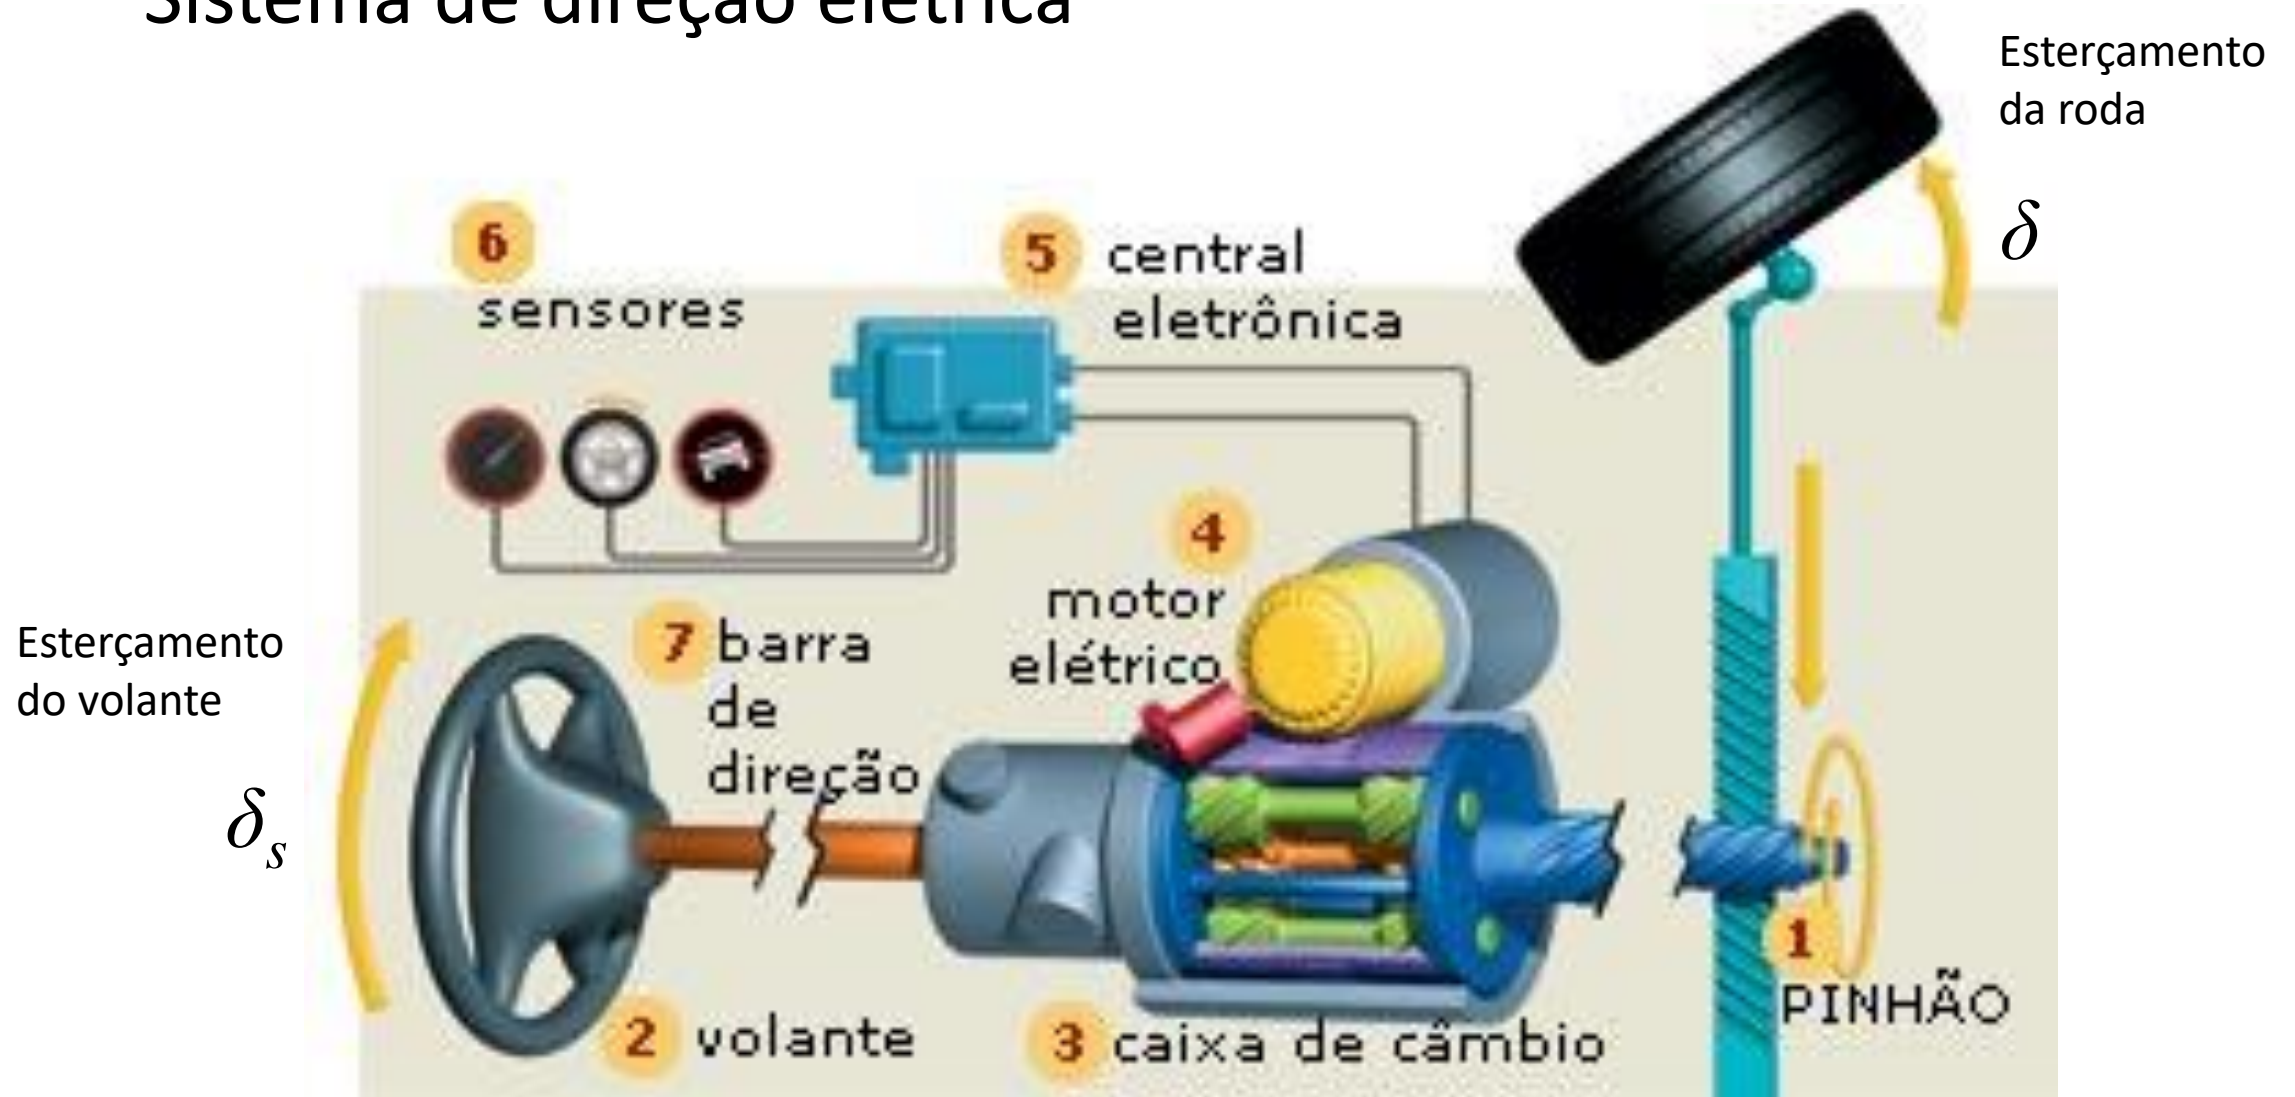 Sistema de direção elétrica
Esterçamento
da roda
δ
6
sensores
5 central
eletrônica
4
motor
elétrico
7 barra
de
direção
Esterçamento
do volante
δs
1
PINHÃO
2 volante
3 caixa de câmbio